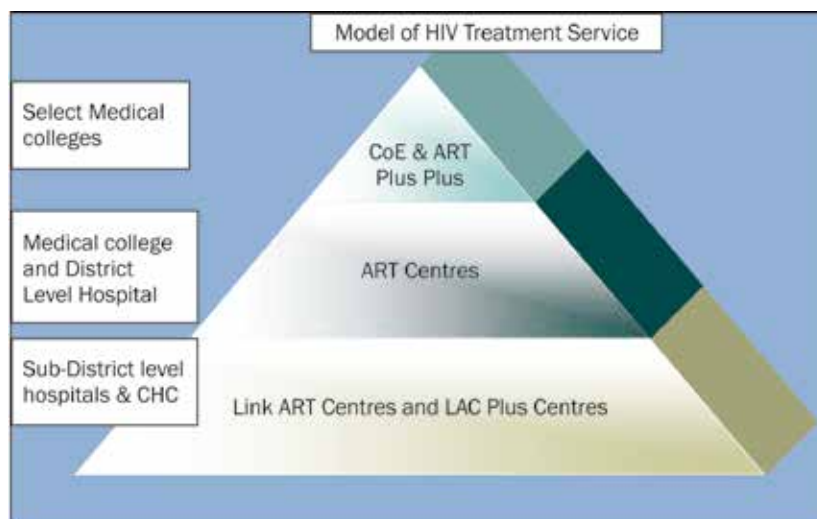 Model of HIV Treatment Service
Select Medical
colleges
CoE & ART
Plus Plus
Medical college
and District
Level Hospital
ART Centres
Sub-District level
hospitals & CHC
Link ART Centres and LAC Plus Centres